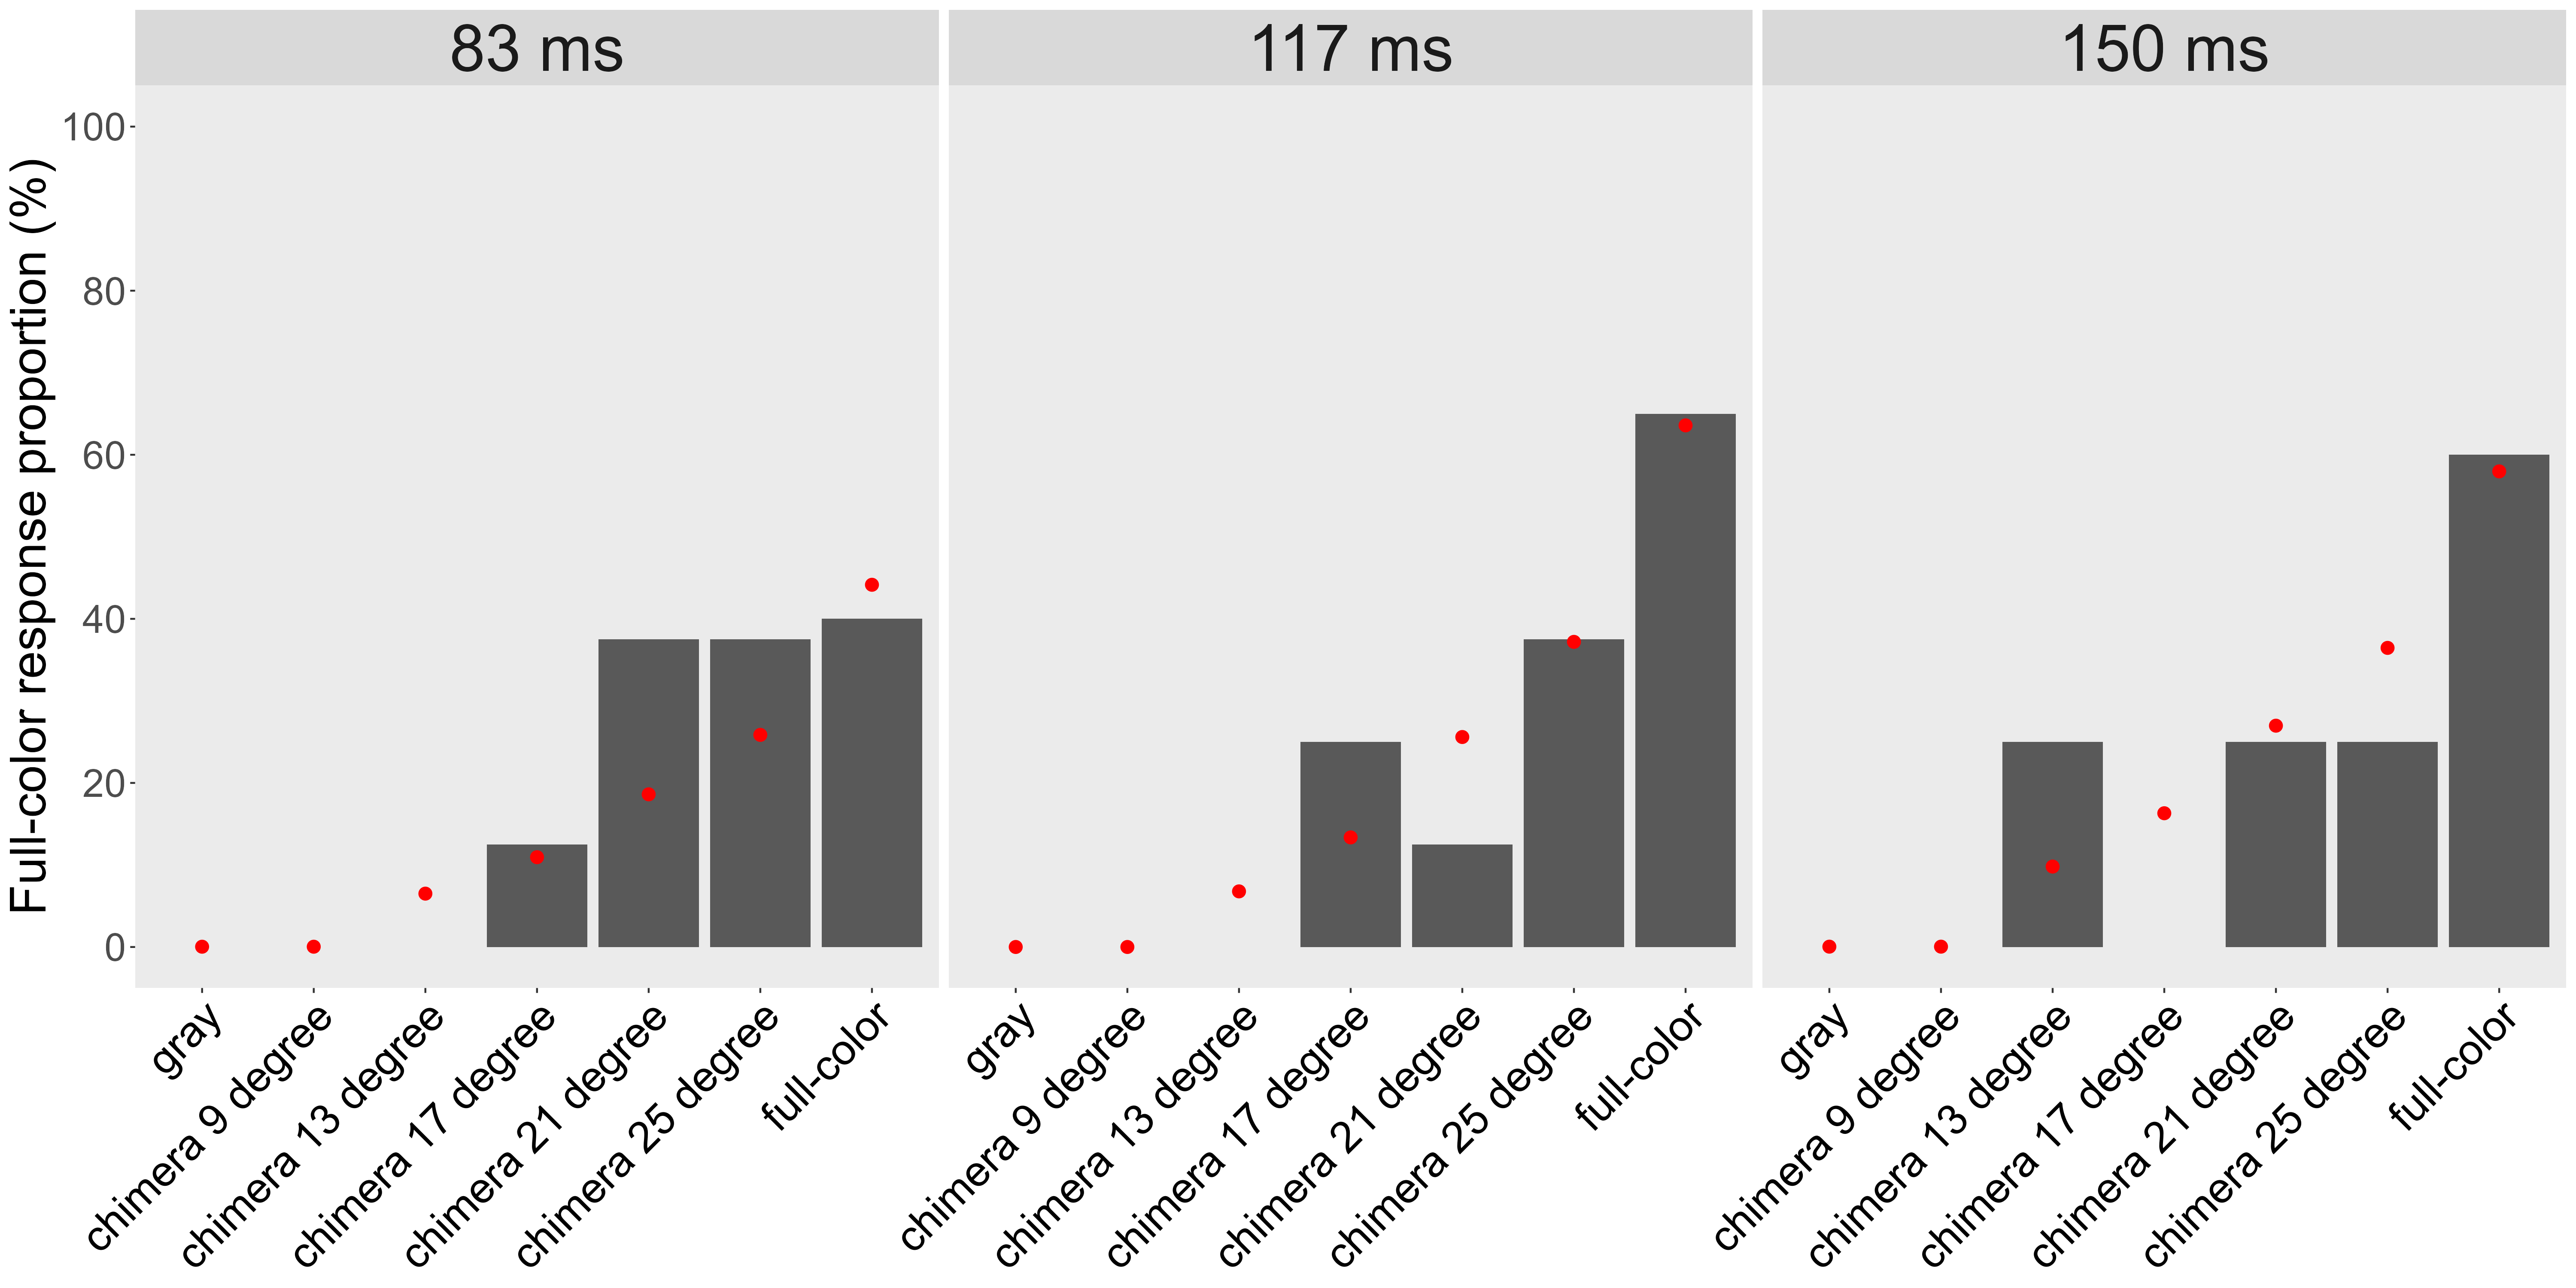 83 ms
117 ms
150 ms
Full-color response proportion (%)
100
80
60
40
20
0
gray
chimera 9 degree
chimera 13 degree
chimera 17 degree
chimera 21 degree
chimera 25 degree
full-color
gray
chimera 9 degree
chimera 13 degree
chimera 17 degree
chimera 21 degree
chimera 25 degree
full-color
gray
chimera 9 degree
chimera 13 degree
chimera 17 degree
chimera 21 degree
chimera 25 degree
full-color